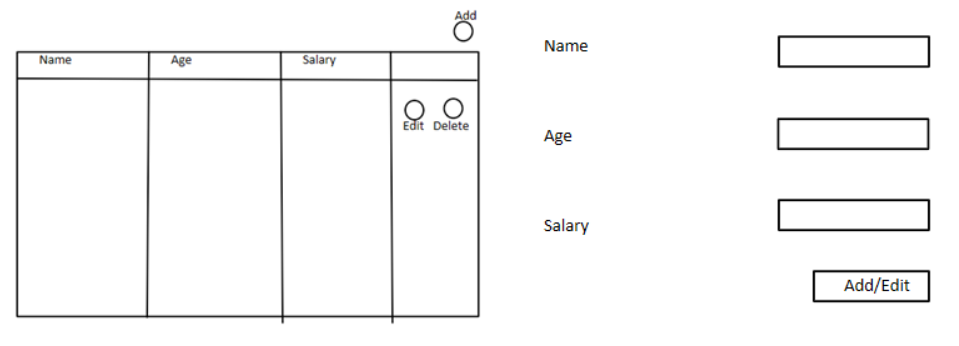 Add
Name Age Salary
Edit Delete
Name
Age
Salary
Add/Edit